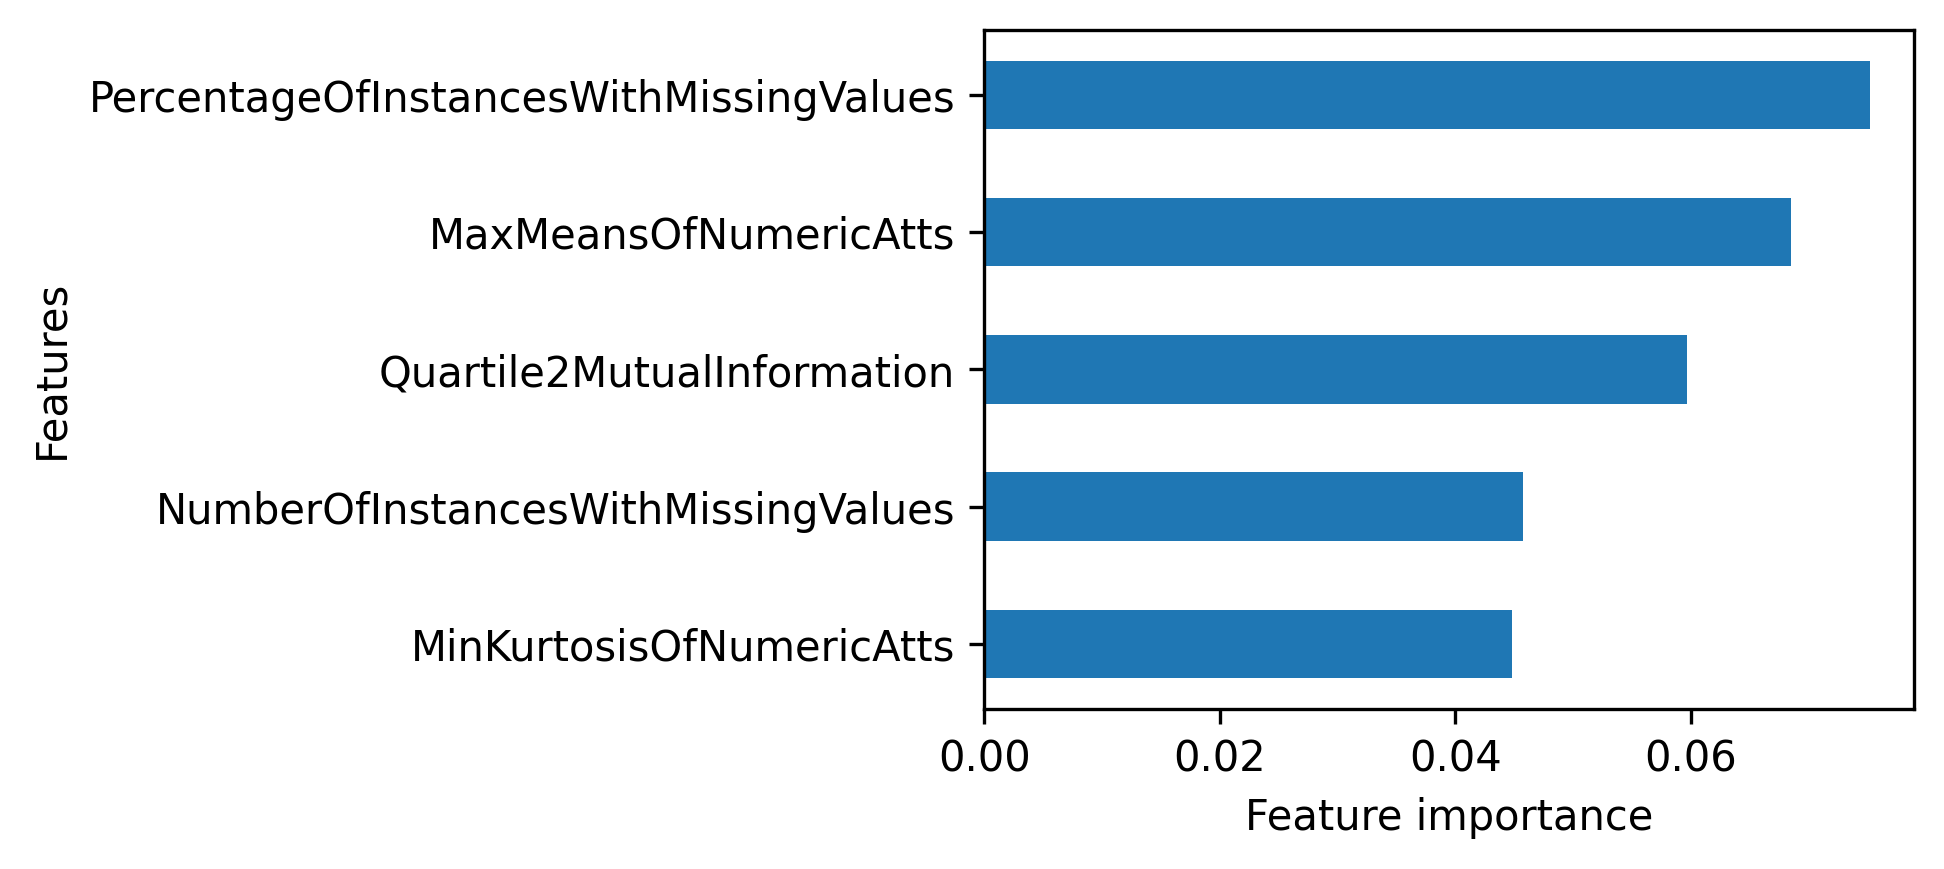 PercentageOfInstancesWithMissingValues
MaxMeansOfNumericAtts
Quartile2MutualInformation
NumberOfInstancesWithMissingValues
MinKurtosisOfNumericAtts
Features
0.00 0.02 0.04 0.06
Feature importance